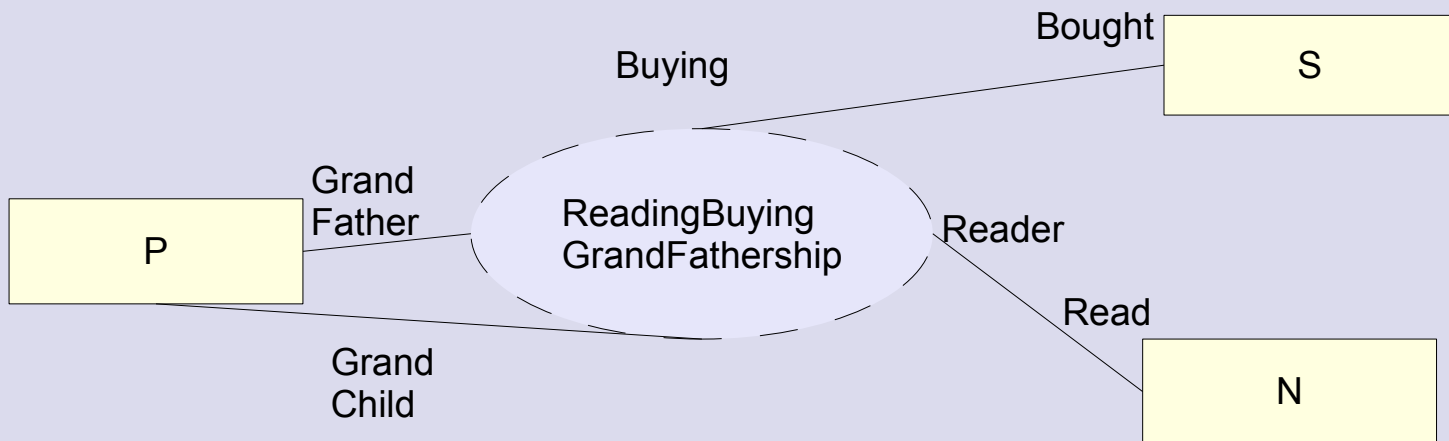 Bought
S
Buying
Grand
Father
P
ReadingBuying
GrandFathership
Reader
Read
Grand
Child
N